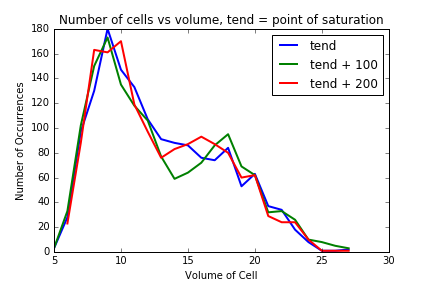 Number of cells vs volume, tend = point of saturation
tend
tend + 100
tend + 200
Number of Occurrences
180
160
140
120
100
80
60
40
20
0
5 10 15 20 25 30
Volume of Cell